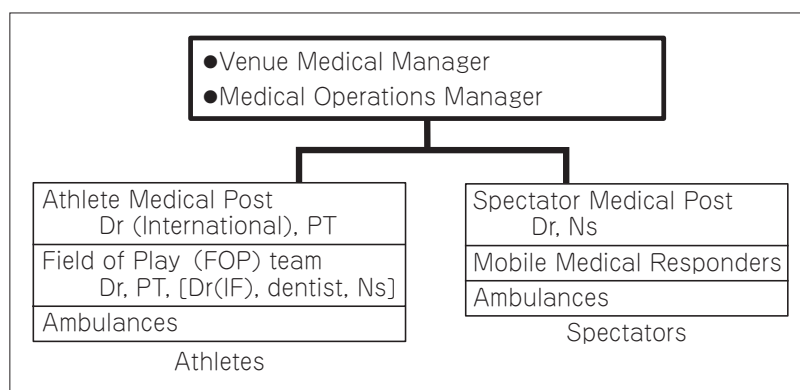 ●Venue Medical Manager
●Medical Operations Manager
Athlete Medical Post
Dr (International), PT
Field of Play (FOP) team
Dr, PT, [Dr(IF), dentist, Ns]
Ambulances
Athletes
Spectator Medical Post
Dr, Ns
Mobile Medical Responders
Ambulances
Spectators